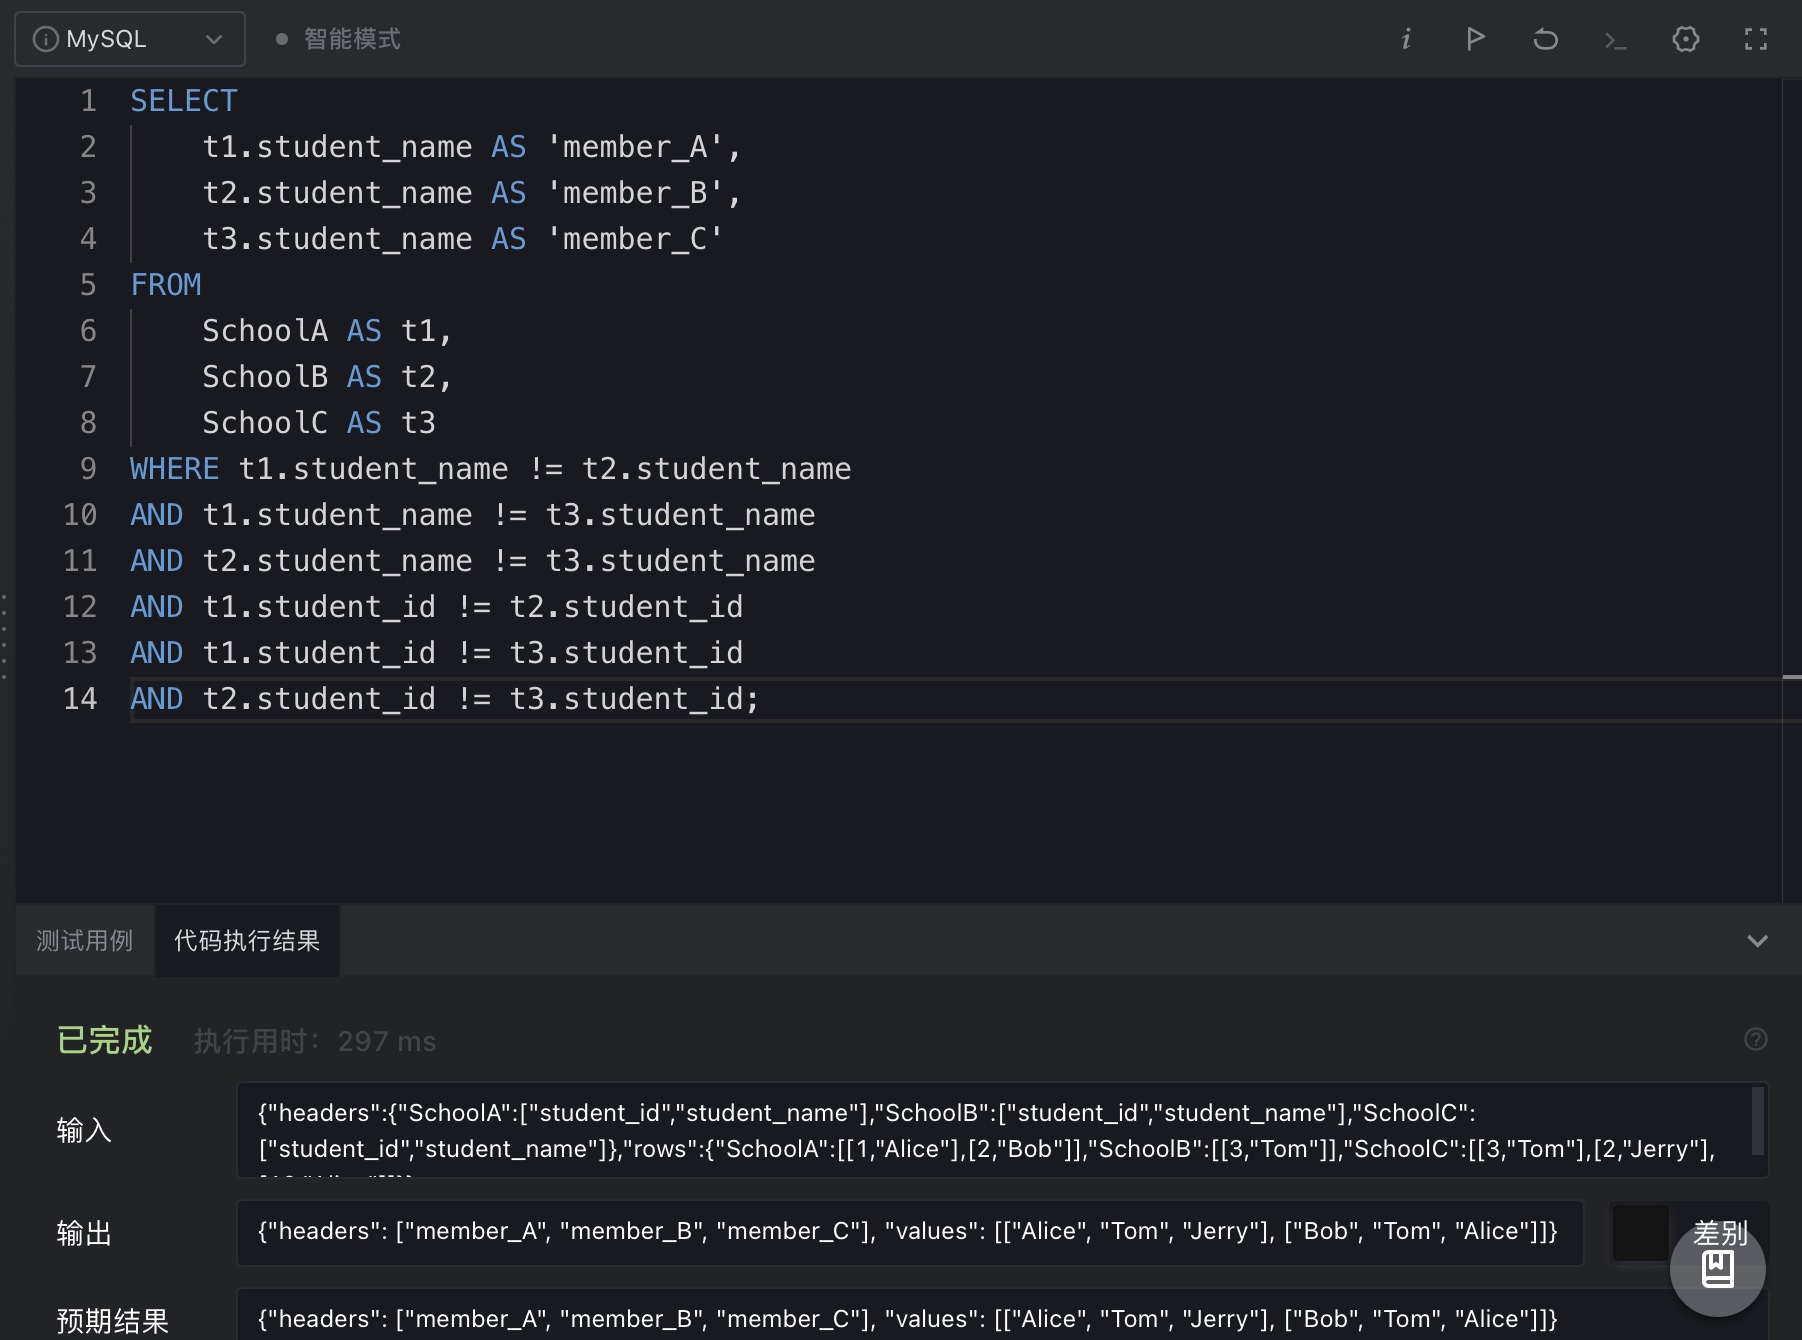 MySQL
智能模式
1 SELECT
2 t1.student_name AS 'member_A',
3 t2.student_name AS 'member_B',
4 t3.student_name AS 'member_C'
5 FROM
6 SchoolA AS t1,
7 SchoolB AS t2,
8 SchoolC AS t3
9 WHERE t1.student_name != t2.student_name
10 AND t1.student_name != t3.student_name
11 AND t2.student_name != t3.student_name
12 AND t1.student_id != t2.student_id
13 AND t1.student_id != t3.student_id
14 AND t2.student_id != t3.student_id;
测试用例 代码执行结果
已完成 执行用时: 297 ms
输入
{"headers":{"SchoolA":["student_id","student_name"],"SchoolB":["student_id","student_name"],"SchoolC":
["student_id","student_name"]},"rows":{"SchoolA":[[1,"Alice"],[2,"Bob"]],"SchoolB":[[3,"Tom"]],"SchoolC":[[3,"Tom"],[2,"Jerry"],
输出
{"headers": ["member_A", "member_B", "member_C"], "values": [["Alice", "Tom", "Jerry"], ["Bob", "Tom", "Alice"]]}
差别
预期结果
{"headers": ["member_A", "member_B", "member_C"], "values": [["Alice", "Tom", "Jerry"], ["Bob", "Tom", "Alice"]]}